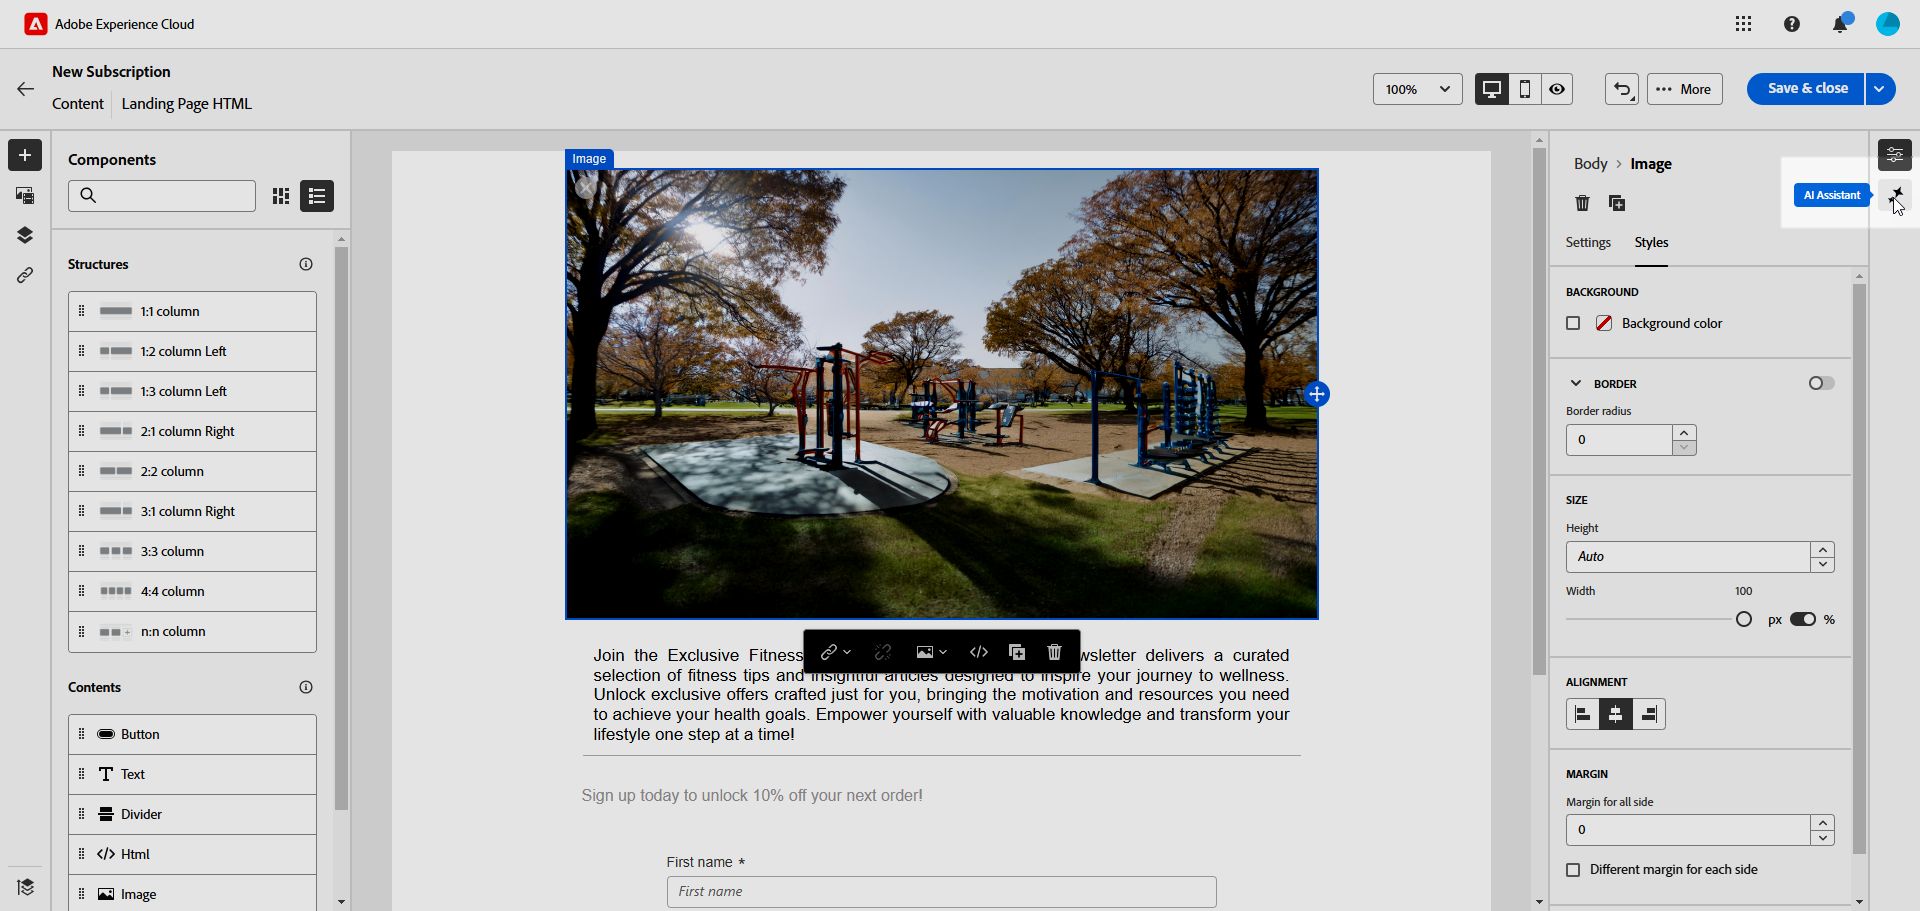 Adobe Experience Cloud
New Subscription
Content
Landing Page HTML
100%
More
Save & close
Components
Structures
1:1 column
1:2 column Left
1:3 column Left
2:1 column Right
2:2 column
3:1 column Right
3:3 column
4:4 column
n:n column
Contents
Button
Text
Divider
Html
Image
Image
Join the Exclusive Fitness wsletter delivers a curated
selection of fitness tips and insightful articles designed to inspire your journey to wellness.
Unlock exclusive offers crafted just for you, bringing the motivation and resources you need
to achieve your health goals. Empower yourself with valuable knowledge and transform your
lifestyle one step at a time!
Sign up today to unlock 10% off your next order!
First name *
First name
Body > Image
AI Assistant
Settings
Styles
BACKGROUND
Background color
BORDER
Border radius
0
SIZE
Height
Auto
Width
100
px
%
ALIGNMENT
MARGIN
Margin for all side
0
Different margin for each side